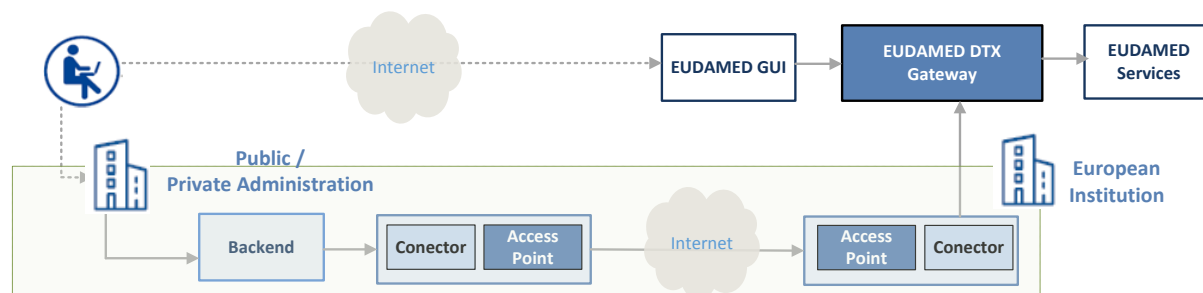 Internet
EUDAMED GUI
EUDAMED DTX
Gateway
EUDAMED
Services
Public /
Private Administration
European
Institution
Backend
Conector
Access
Point
Internet
Access
Point
Conector